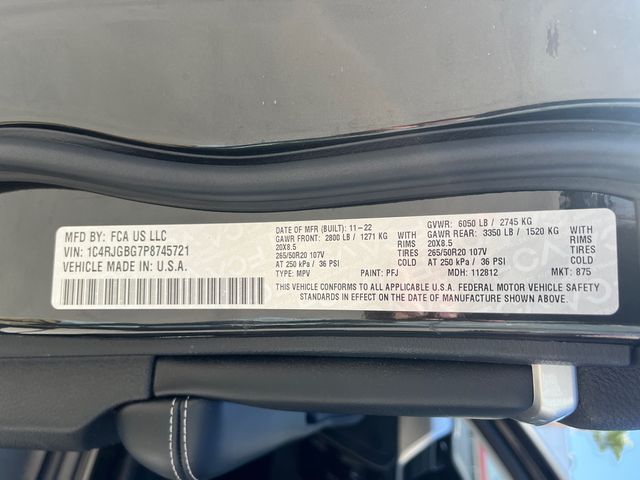 MFD BY: FCA US LLC
VIN: 1C4RJGBG7P8745721
VEHICLE MADE IN: U.S.A.
DATE OF MFR (BUILT): 11-22
GAWR FRONT: 2800 LB / 1271 KG WITH
20X8.5 RIMS
265/50R20 107V
AT 250 kPa / 36 PSI COLD
TYPE: MPV PAINT: PFJ
GVWR: 6050 LB / 2745 KG
GAWR REAR: 3350 LB / 1520 KG WITH
20X8.5 RIMS
265/50R20 107V
AT 250 kPa / 36 PSI COLD
MDH: 112812 MKT: 875
THIS VEHICLE CONFORMS TO ALL APPLICABLE U.S.A. FEDERAL MOTOR VEHICLE SAFETY
STANDARDS IN EFFECT ON THE DATE OF MANUFACTURE SHOWN ABOVE.